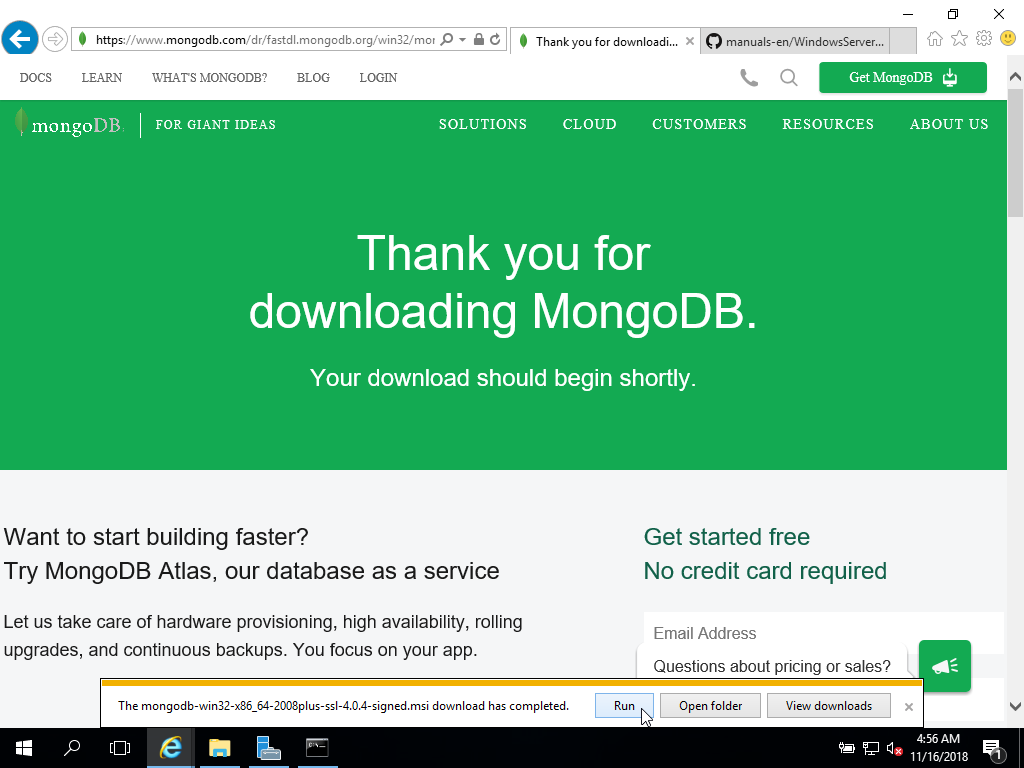 https://www.mongodb.com/dr/fastdl.mongodb.org/win32/mor
Thank you for downloadi...
manuals-en/WindowsServer...
DOCS
LEARN
WHAT'S MONGODB?
BLOG
LOGIN
Get MongoDB
mongoDB.
FOR GIANT IDEAS
SOLUTIONS
CLOUD
CUSTOMERS
RESOURCES
ABOUT US
Thank you for
downloading MongoDB.
Your download should begin shortly.
Want to start building faster?
Try MongoDB Atlas, our database as a service
Let us take care of hardware provisioning, high availability, rolling
upgrades, and continuous backups. You focus on your app.
Get started free
No credit card required
Email Address
Questions about pricing or sales?
The mongodb-win32-x86_64-2008plus-ssl-4.0.4-signed.msi download has completed.
Run
Open folder
View downloads
4:56 AM
11/16/2018
1